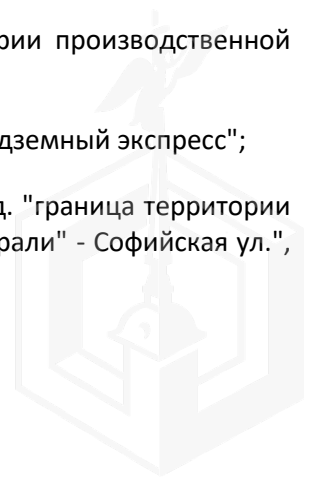 рии производственной
дземный экспресс";
д. "граница территории
рали" - Софийская ул.",